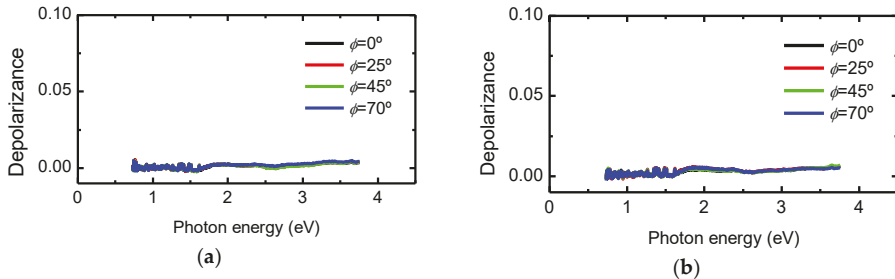 0.10
0.05
0.00
Depolarizance
ϕ=0º
ϕ=25º
ϕ=45º
ϕ=70º
0 1 2 3 4
Photon energy (eV)
(a)
0.10
0.05
0.00
Depolarizance
ϕ=0º
ϕ=25º
ϕ=45º
ϕ=70º
0 1 2 3 4
Photon energy (eV)
(b)